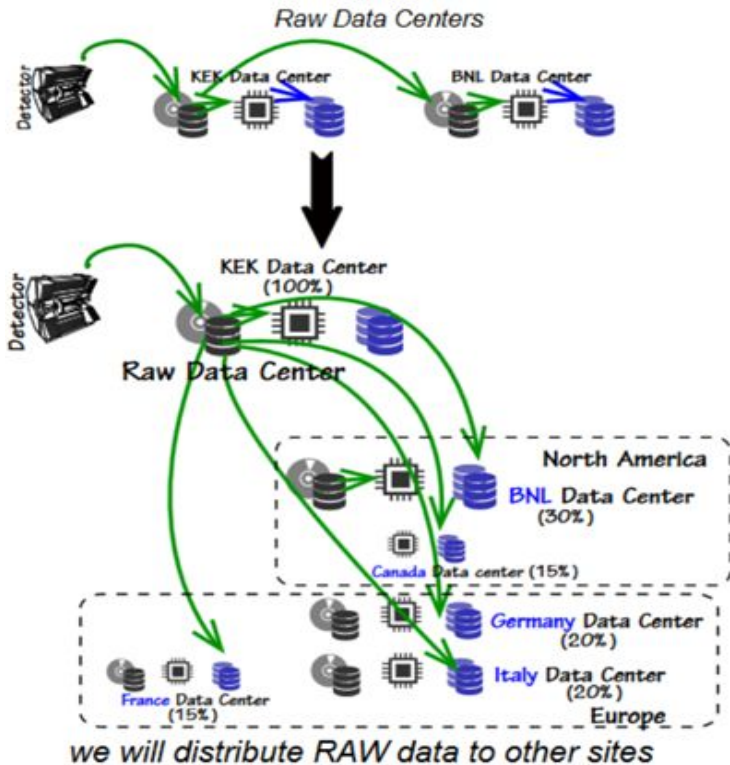 Raw Data Centers
Detector
KEK Data Center
BNL Data Center
Detector
KEK Data Center
(100%)
Raw Data Center
North America
BNL Data Center
(30%)
Canada Data center (15%)
Germany Data Center
(20%)
Italy Data Center
(20%)
France Data Center
(15%)
Europe
we will distribute RAW data to other sites